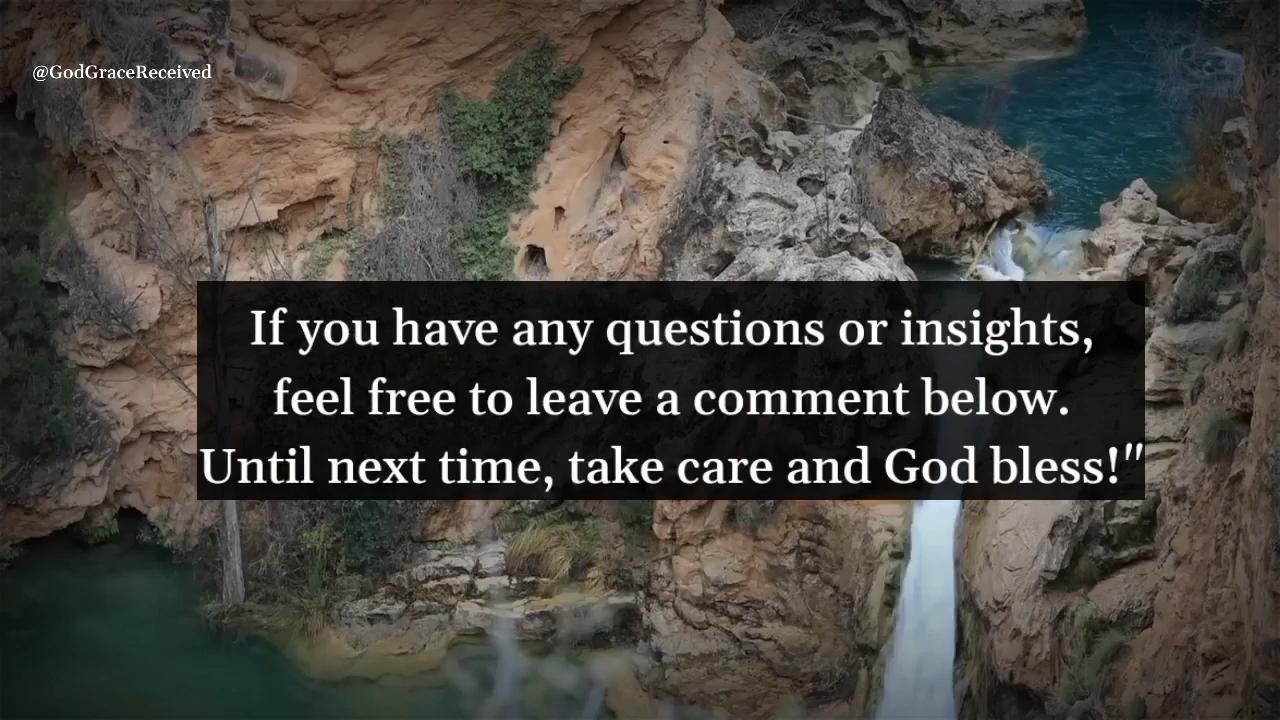 @GodGraceReceived
If you have any questions or insights,
feel free to leave a comment below.
Until next time, take care and God bless!"